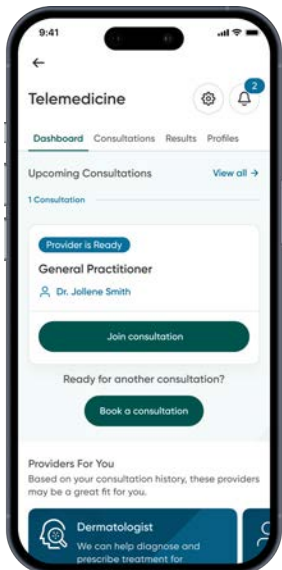 9:41
2
Telemedicine
Dashboard Consultations Results Profiles
Upcoming Consultations View all →
1 Consultation
Provider is Ready
General Practitioner
Dr. Jollene Smith
Join consultation
Ready for another consultation?
Book a consultation
Providers For You
Based on your consultation history, these providers
may be a great fit for you.
Dermatologist
We can help diagnose and
prescribe treatment for